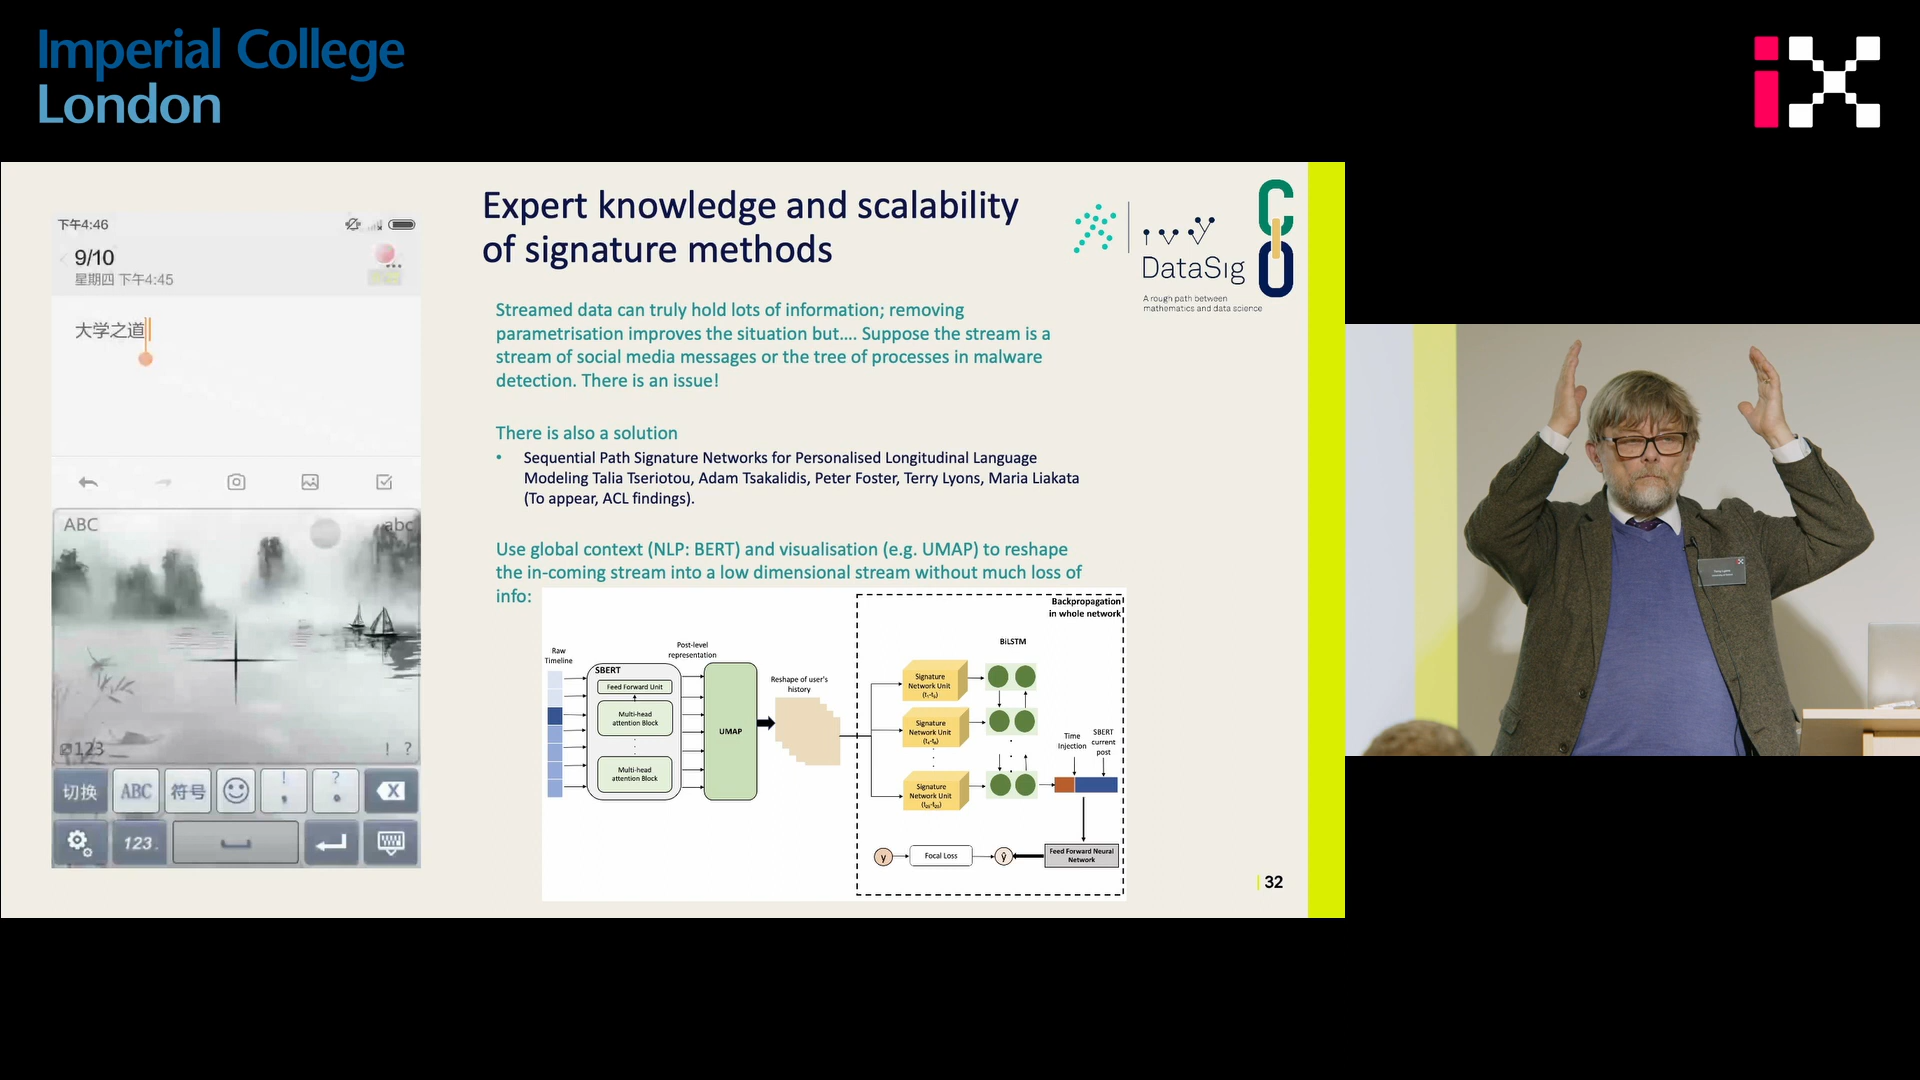 Imperial College
London
iX
下午4:46
9/10
星期四 下午4:45
大学之道
ABC
abc
123
! ?
切换
ABC
符号
!
,
?
。
123.
Expert knowledge and scalability
of signature methods
DataSig
A rough path between
mathematics and data science
Streamed data can truly hold lots of information; removing
parametrisation improves the situation but.... Suppose the stream is a
stream of social media messages or the tree of processes in malware
detection. There is an issue!
There is also a solution
• Sequential Path Signature Networks for Personalised Longitudinal Language
Modeling Talia Tseriotou, Adam Tsakalidis, Peter Foster, Terry Lyons, Maria Liakata
(To appear, ACL findings).
Use global context (NLP: BERT) and visualisation (e.g. UMAP) to reshape
the in-coming stream into a low dimensional stream without much loss of
info:
Raw
Timeline
SBERT
Feed Forward Unit
Multi-head
attention Block
Multi-head
attention Block
Post-level
representation
UMAP
Reshape of user's
history
Backpropagation
in whole network
BiLSTM
Signature
Network Unit
Signature
Network Unit
Signature
Network Unit
Time
Injection
SBERT
current
post
y
Focal Loss
ŷ
Feed Forward Neural
Network
32